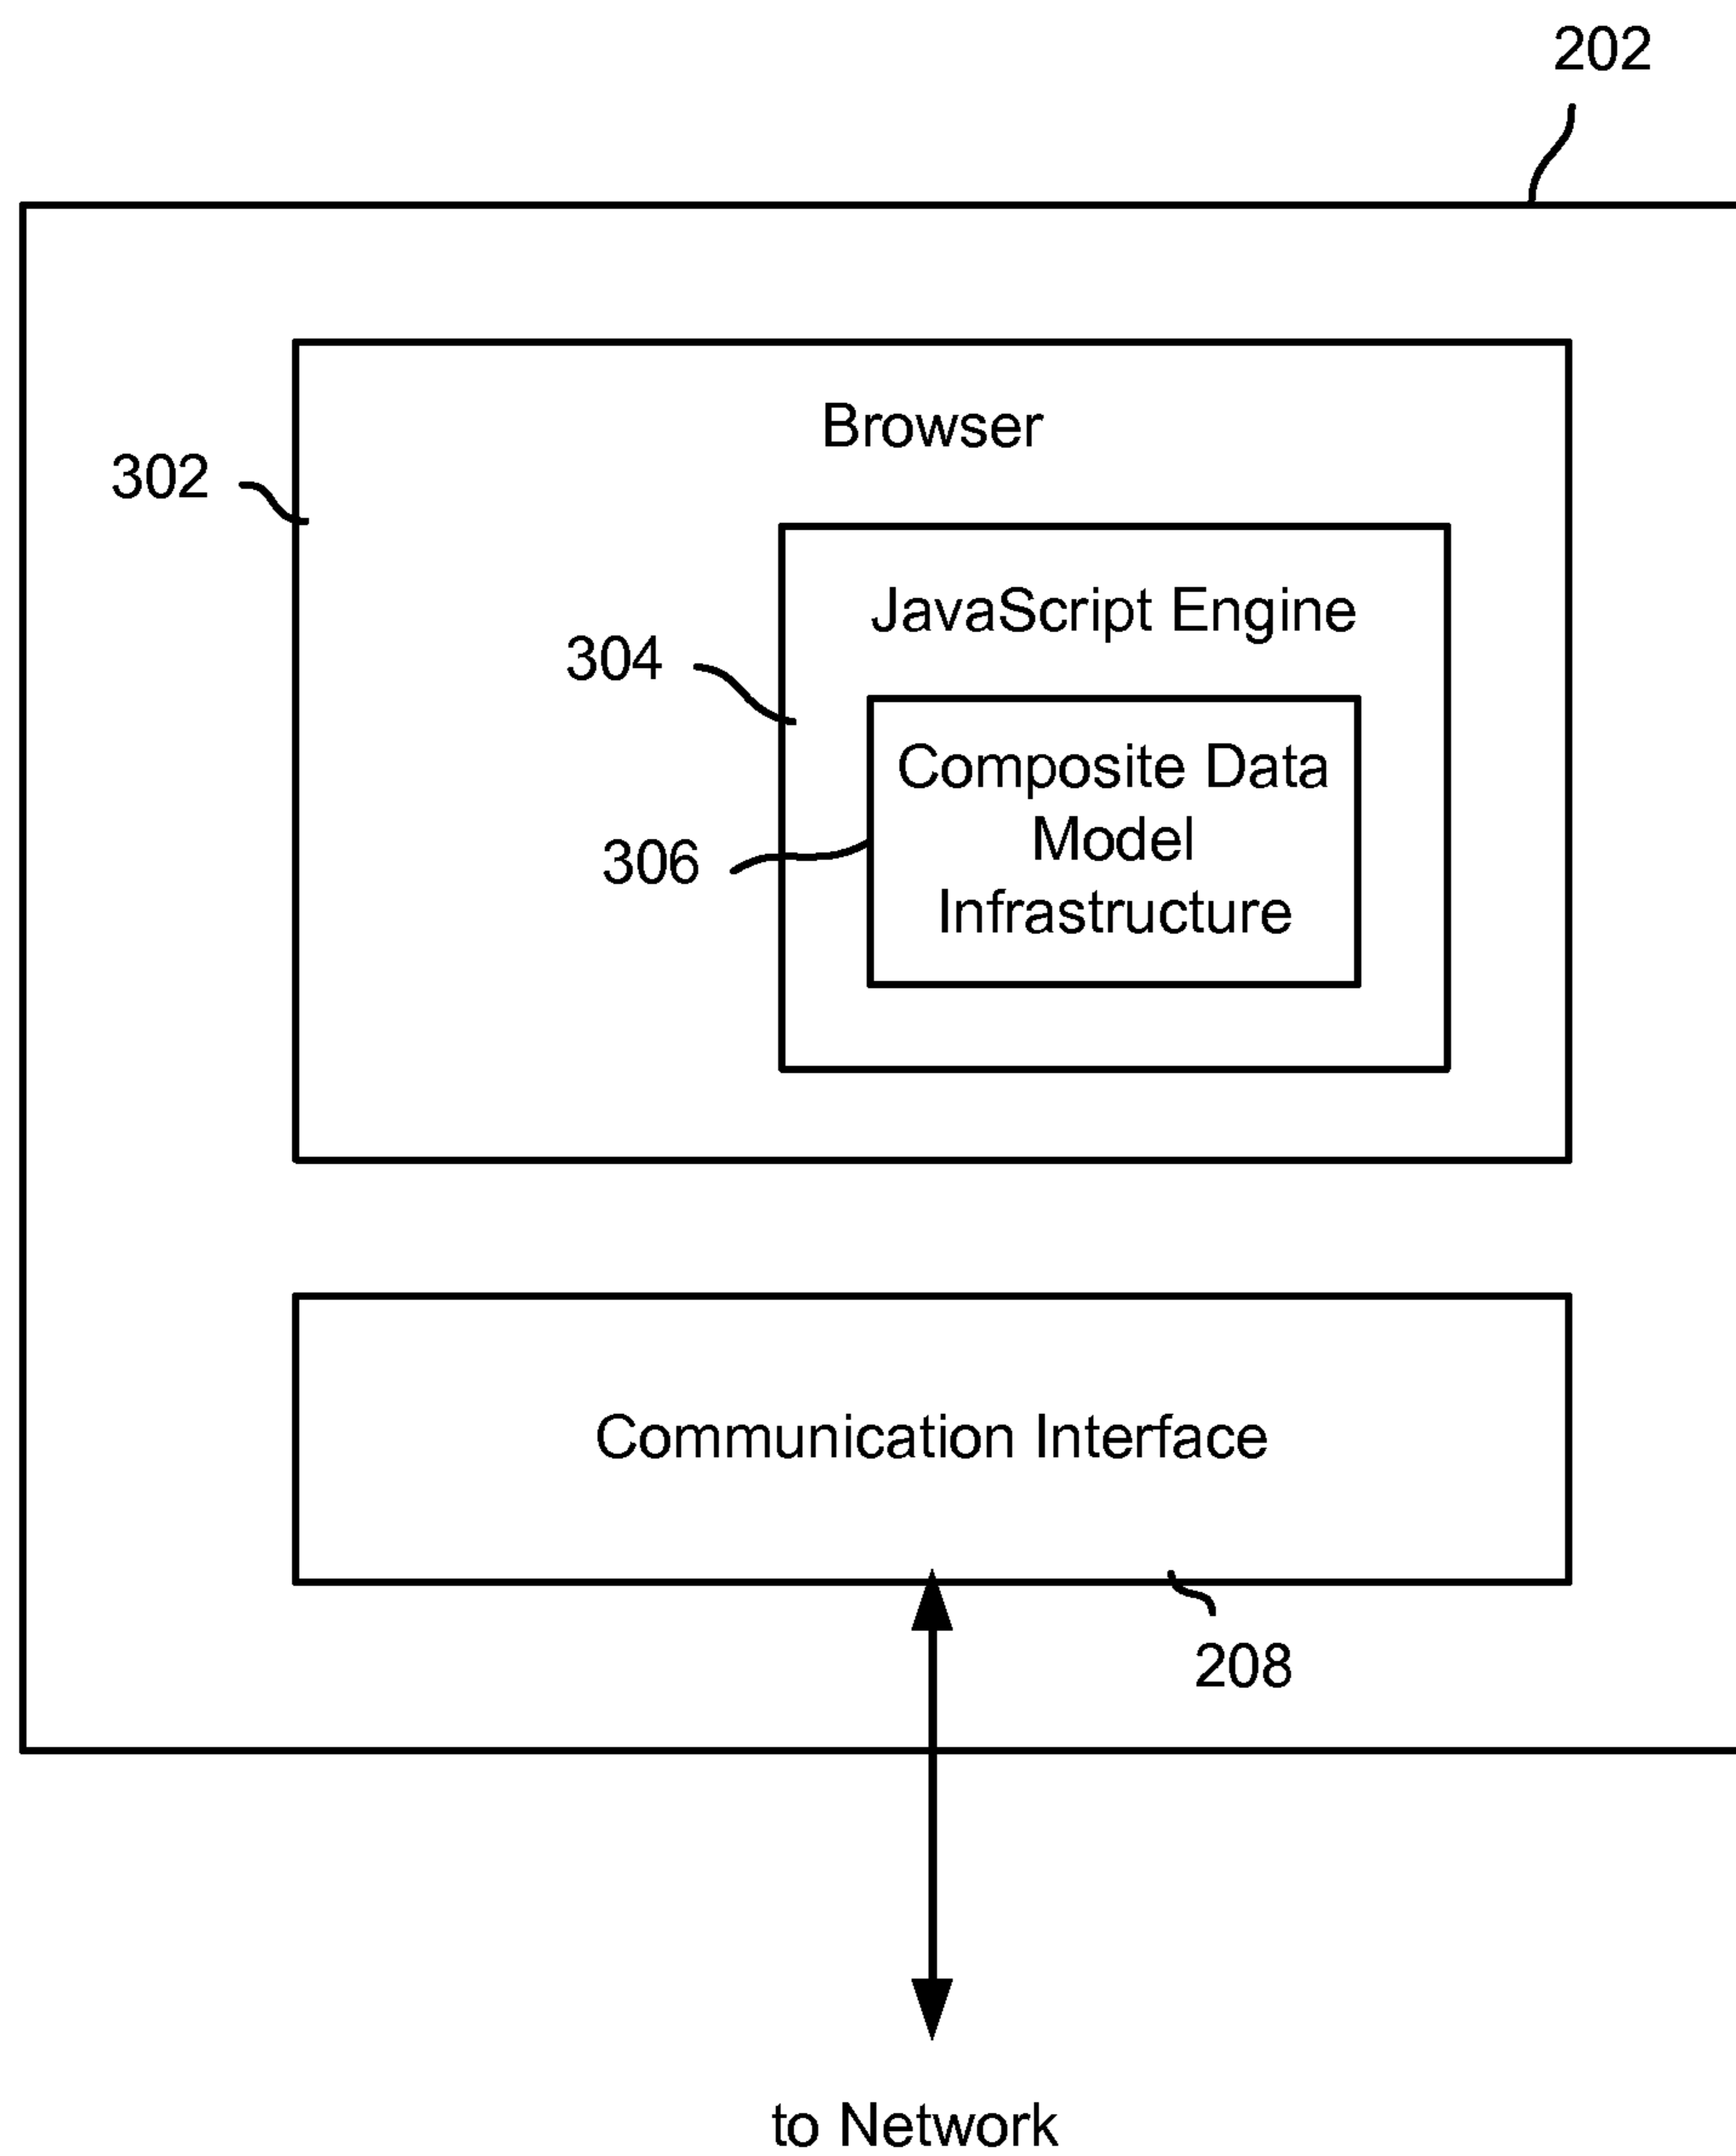 202
Browser
302
JavaScript Engine
304
Composite Data
Model
306
Infrastructure
Communication Interface
208
to Network